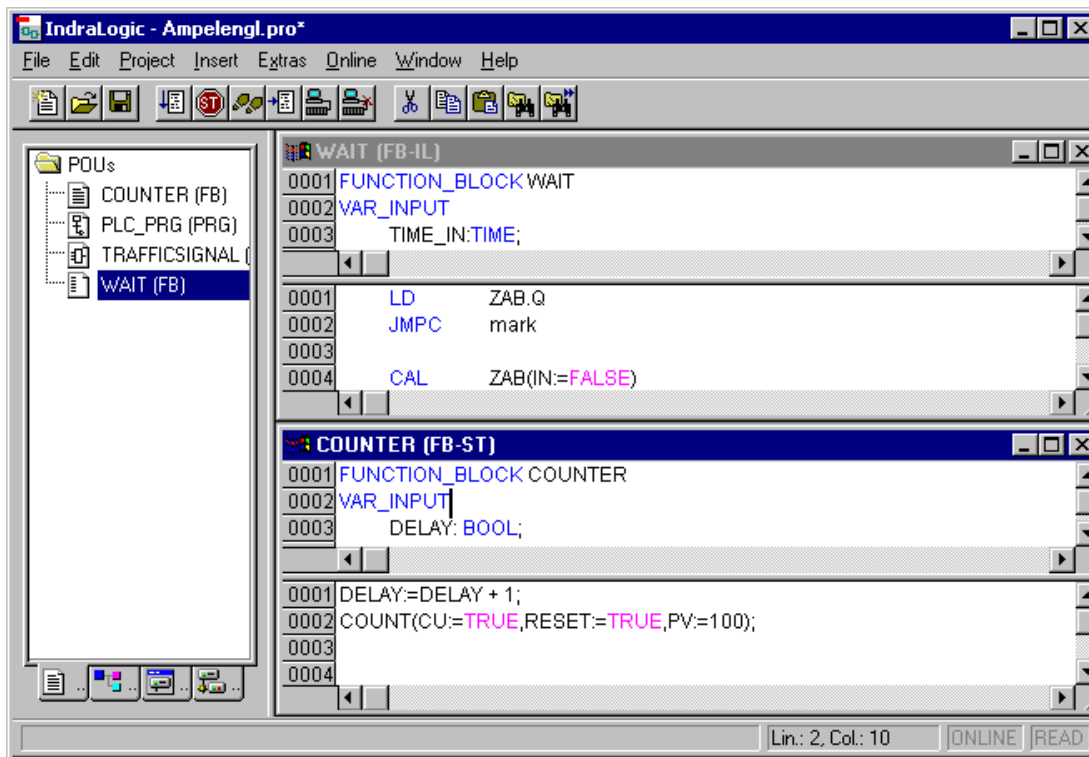 IndraLogic - Ampelengl.pro*
File Edit Project Insert Extras Online Window Help
ST
POUs
COUNTER (FB)
PLC_PRG (PRG)
TRAFFICSIGNAL (
WAIT (FB)
WAIT (FB-IL)
0001 FUNCTION_BLOCK WAIT
0002 VAR_INPUT
0003 TIME_IN:TIME;
0001 LD ZAB.Q
0002 JMPC mark
0003
0004 CAL ZAB(IN:=FALSE)
COUNTER (FB-ST)
0001 FUNCTION_BLOCK COUNTER
0002 VAR_INPUT
0003 DELAY: BOOL;
0001 DELAY:=DELAY + 1;
0002 COUNT(CU:=TRUE,RESET:=TRUE,PV:=100);
0003
0004
.. .. .. ..
Lin.: 2, Col.: 10 ONLINE READ